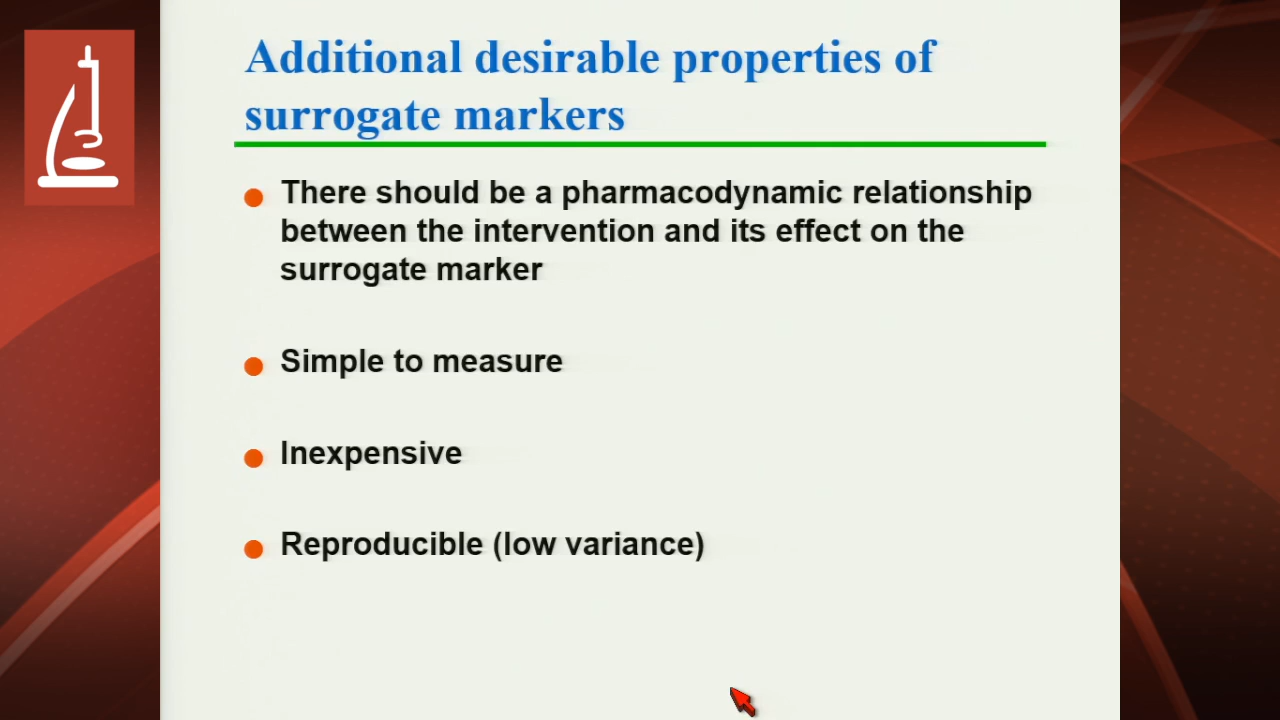 Additional desirable properties of
surrogate markers
There should be a pharmacodynamic relationship
between the intervention and its effect on the
surrogate marker
Simple to measure
Inexpensive
Reproducible (low variance)